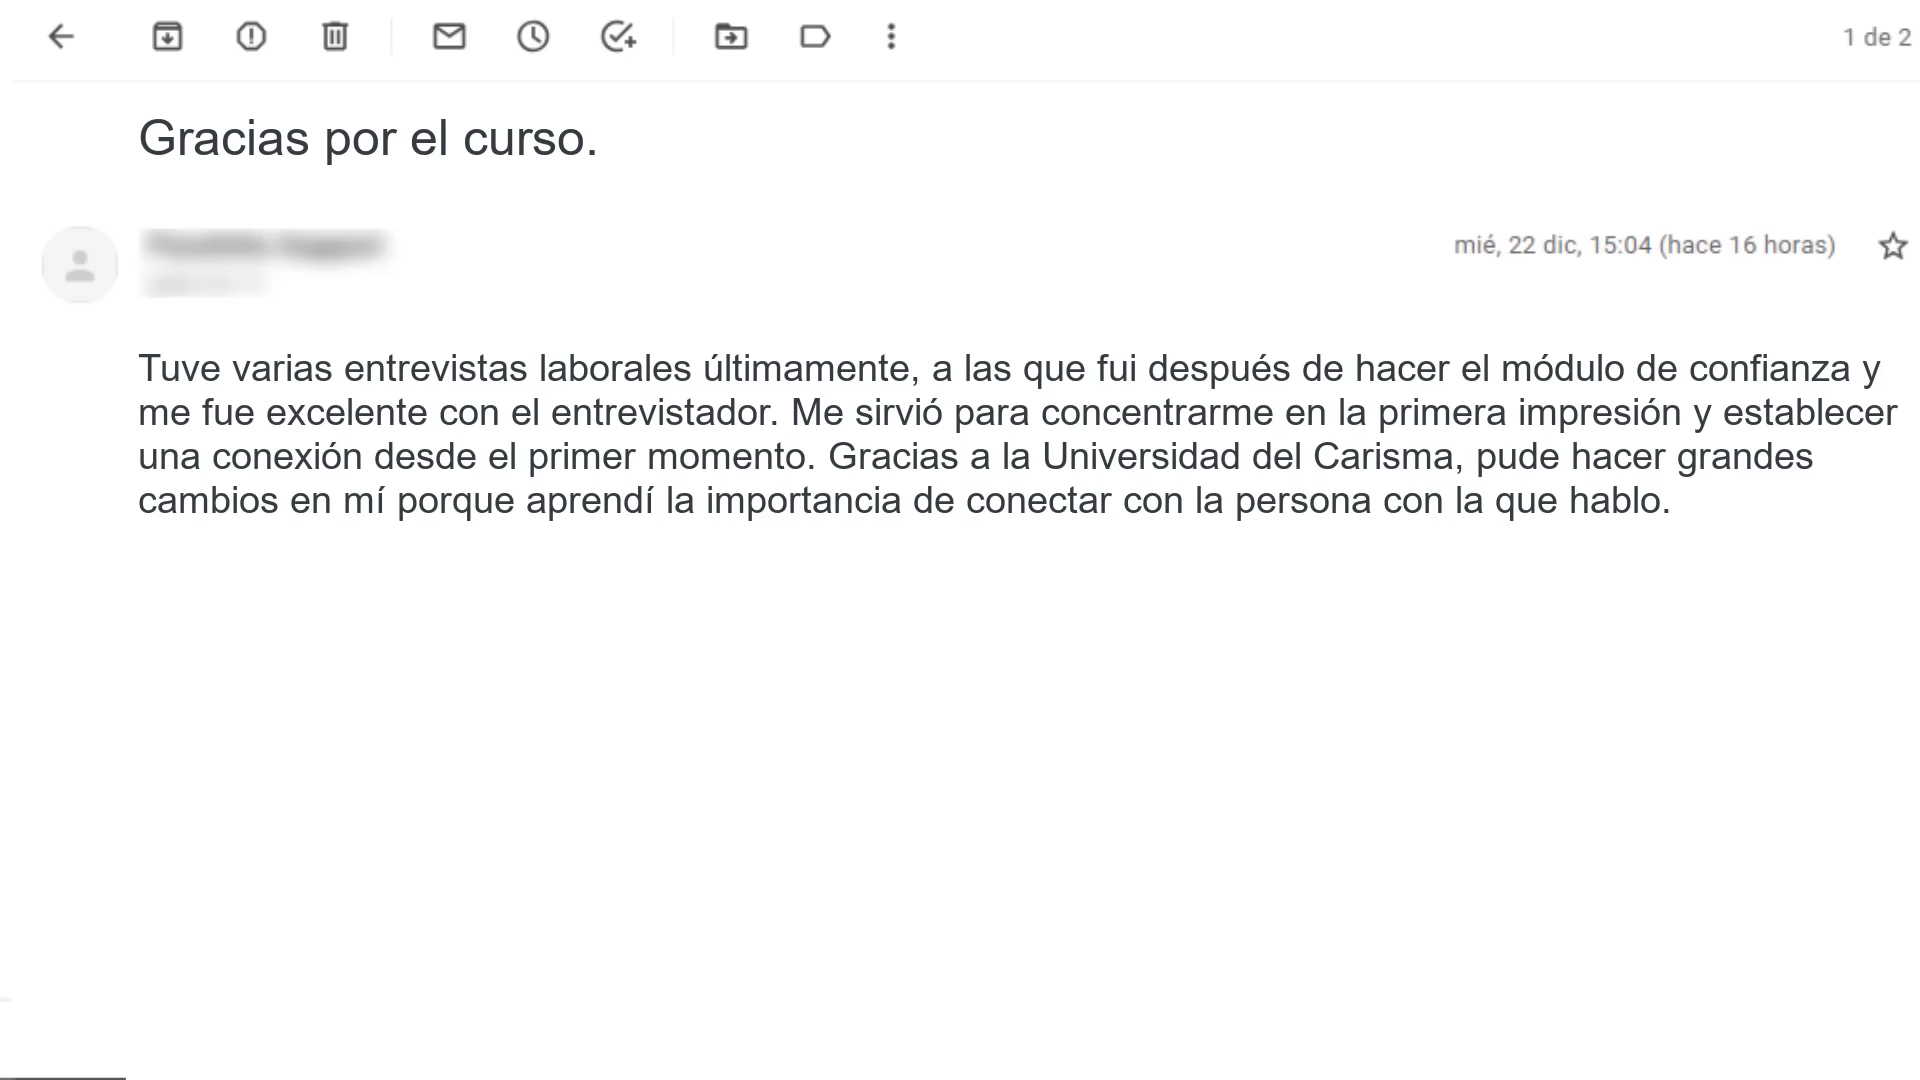 1 de 2
Gracias por el curso.
mié, 22 dic, 15:04 (hace 16 horas)
Tuve varias entrevistas laborales últimamente, a las que fui después de hacer el módulo de confianza y
me fue excelente con el entrevistador. Me sirvió para concentrarme en la primera impresión y establecer
una conexión desde el primer momento. Gracias a la Universidad del Carisma, pude hacer grandes
cambios en mí porque aprendí la importancia de conectar con la persona con la que hablo.